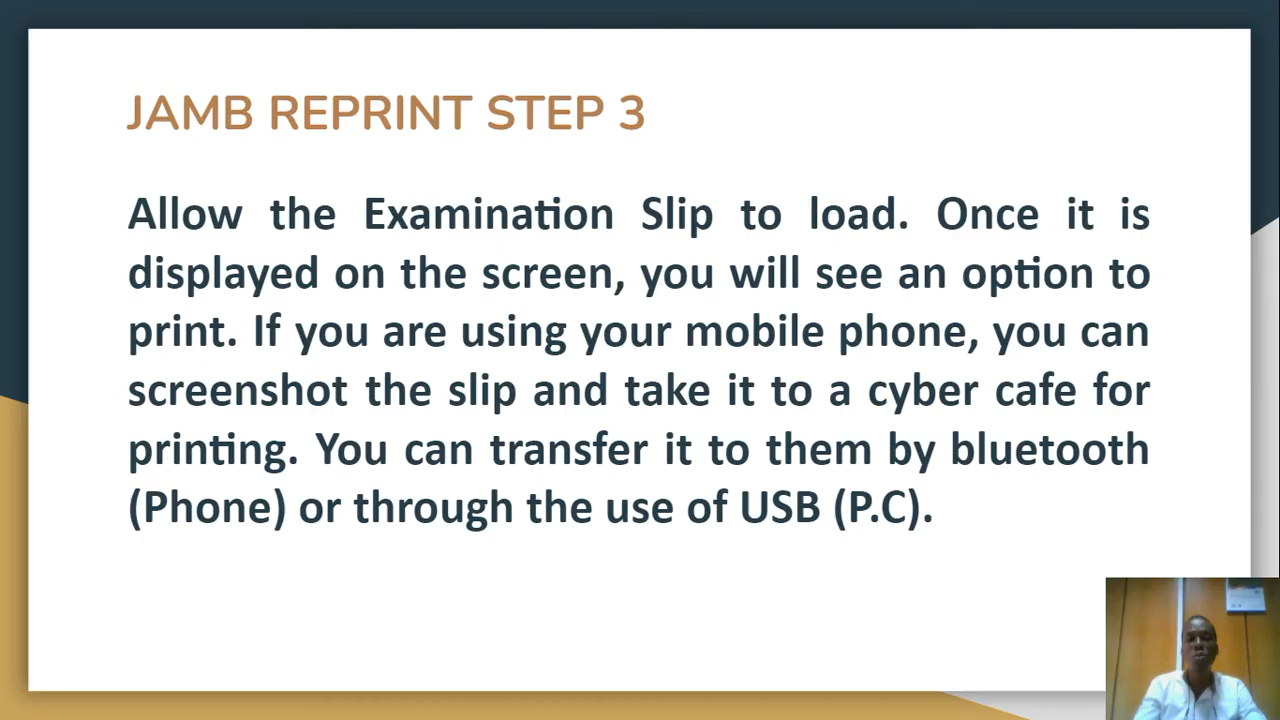 JAMB REPRINT STEP 3
Allow the Examination Slip to load. Once it is
displayed on the screen, you will see an option to
print. If you are using your mobile phone, you can
screenshot the slip and take it to a cyber cafe for
printing. You can transfer it to them by bluetooth
(Phone) or through the use of USB (P.C).